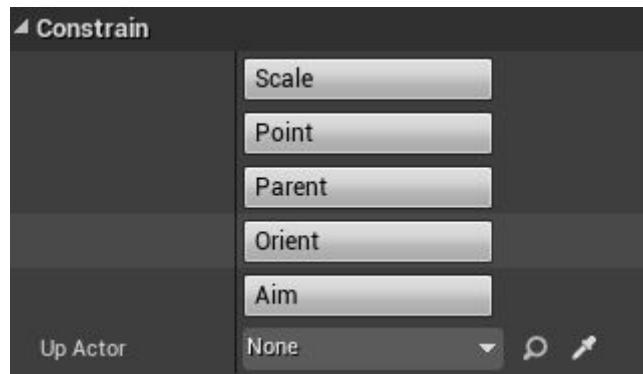 Constrain
Scale
Point
Parent
Orient
Aim
Up Actor None